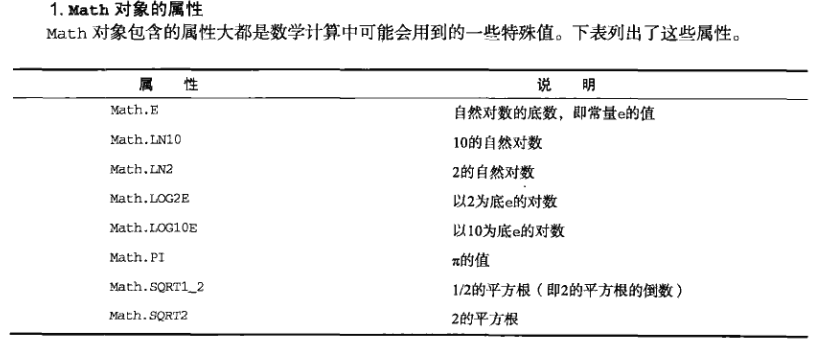 1. Math 对象的属性
Math 对象包含的属性大都是数学计算中可能会用到的一些特殊值。下表列出了这些属性。
属 性 说 明
Math.E 自然对数的底数，即常量e的值
Math.LN10 10的自然对数
Math.LN2 2的自然对数
Math.LOG2E 以2为底e的对数
Math.LOG10E 以10为底e的对数
Math.PI π的值
Math.SQRT1_2 1/2的平方根（即2的平方根的倒数）
Math.SQRT2 2的平方根